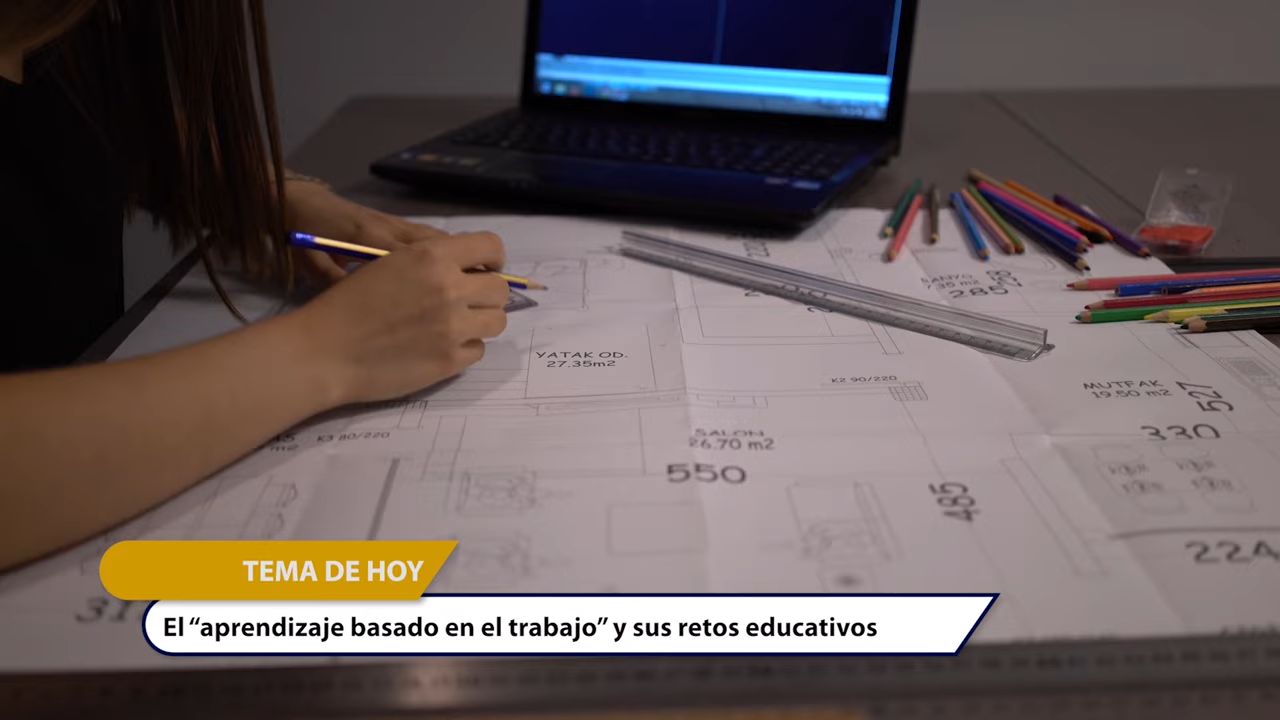 YATAK OD.
27.35m2
K2 90/220
MUTFAK
19.50 m2
527
330
K3 80/220
SALON
26.70 m2
550
485
224
TEMA DE HOY
El “aprendizaje basado en el trabajo” y sus retos educativos